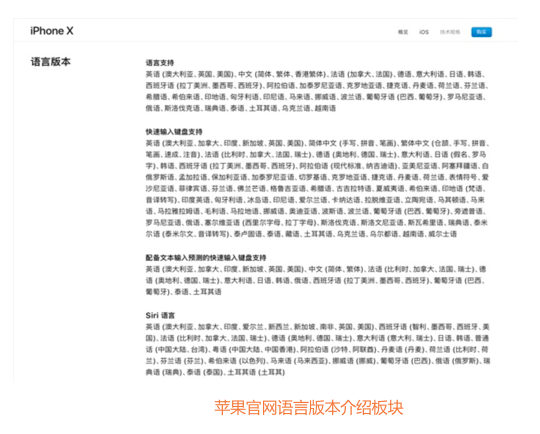 iPhone X
概览 iOS 技术规格 购买
语言版本
语言支持
英语 (澳大利亚、英国、美国)、中文 (简体、繁体、香港繁体)、法语 (加拿大、法国)、德语、意大利语、日语、韩语、
西班牙语 (拉丁美洲、墨西哥、西班牙)、阿拉伯语、加泰罗尼亚语、克罗地亚语、捷克语、丹麦语、荷兰语、芬兰语、
希腊语、希伯来语、印地语、匈牙利语、印尼语、马来语、挪威语、波兰语、葡萄牙语 (巴西、葡萄牙)、罗马尼亚语、
俄语、斯洛伐克语、瑞典语、泰语、土耳其语、乌克兰语、越南语
快速输入键盘支持
英语 (澳大利亚、加拿大、印度、新加坡、英国、美国)、简体中文 (手写、拼音、笔画)、繁体中文 (仓颉、手写、拼音、
笔画、速成、注音)、法语 (比利时、加拿大、法国、瑞士)、德语 (奥地利、德国、瑞士)、意大利语、日语 (假名、罗马
字)、韩语、西班牙语 (拉丁美洲、墨西哥、西班牙)、阿拉伯语 (现代标准、纳吉迪语)、亚美尼亚语、阿塞拜疆语、白
俄罗斯语、孟加拉语、保加利亚语、加泰罗尼亚语、切罗基语、克罗地亚语、捷克语、丹麦语、荷兰语、表情符号、爱
沙尼亚语、菲律宾语、芬兰语、佛兰芒语、格鲁吉亚语、希腊语、古吉拉特语、夏威夷语、希伯来语、印地语 (梵语、
音译转写)、印度英语、匈牙利语、冰岛语、印尼语、爱尔兰语、卡纳达语、拉脱维亚语、立陶宛语、马其顿语、马来
语、马拉雅拉姆语、毛利语、马拉地语、挪威语、奥迪亚语、波斯语、波兰语、葡萄牙语 (巴西、葡萄牙)、旁遮普语、
罗马尼亚语、俄语、塞尔维亚语 (西里尔字母、拉丁字母)、斯洛伐克语、斯洛文尼亚语、斯瓦希里语、瑞典语、泰米
尔语 (泰米尔文、音译转写)、泰卢固语、泰语、藏语、土耳其语、乌克兰语、乌尔都语、越南语、威尔士语
配备文本输入预测的快速输入键盘支持
英语 (澳大利亚、加拿大、印度、新加坡、英国、美国)、中文 (简体、繁体)、法语 (比利时、加拿大、法国、瑞士)、德
语 (奥地利、德国、瑞士)、意大利语、日语、韩语、俄语、西班牙语 (拉丁美洲、墨西哥、西班牙)、葡萄牙语 (巴西、
葡萄牙)、泰语、土耳其语
Siri 语言
英语 (澳大利亚、加拿大、印度、爱尔兰、新西兰、新加坡、南非、英国、美国)、西班牙语 (智利、墨西哥、西班牙、美
国)、法语 (比利时、加拿大、法国、瑞士)、德语 (奥地利、德国、瑞士)、意大利语 (意大利、瑞士)、日语、韩语、普通
话 (中国大陆、台湾)、粤语 (中国大陆、中国香港)、阿拉伯语 (沙特、阿联酋)、丹麦语 (丹麦)、荷兰语 (比利时、荷
兰)、芬兰语 (芬兰)、希伯来语 (以色列)、马来语 (马来西亚)、挪威语 (挪威)、葡萄牙语 (巴西)、俄语 (俄罗斯)、瑞
典语 (瑞典)、泰语 (泰国)、土耳其语 (土耳其)
苹果官网语言版本介绍板块